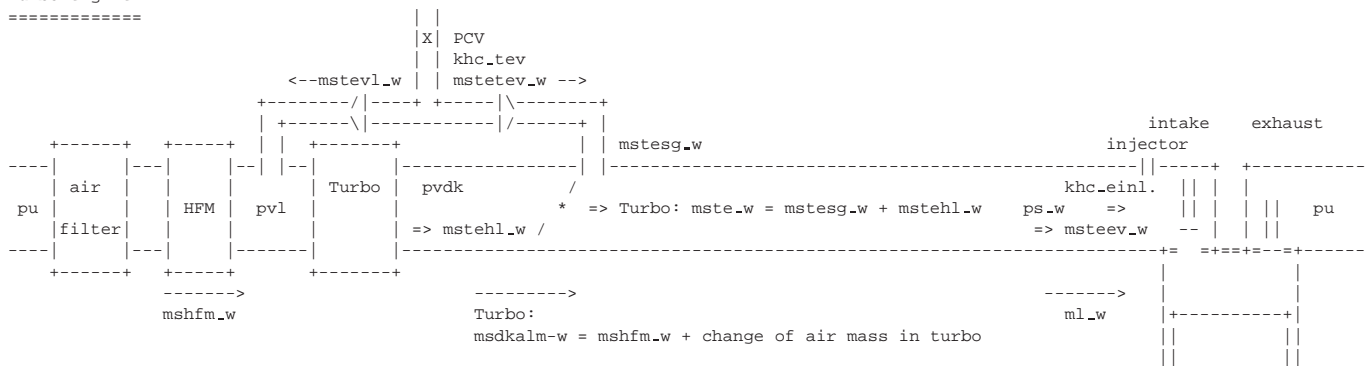 =============
|X| PCV
khc_tev
<--mstevl_w | | mstetev_w -->
intake exhaust
mstesg_w injector
air Turbo pvdk khc_einl.
pu HFM pvl * => Turbo: mste_w = mstesg_w + mstehl_w ps_w => pu
filter => mstehl_w / => msteev_w --
-------> ---------> ------->
mshfm_w Turbo: ml_w
msdkalm-w = mshfm_w + change of air mass in turbo